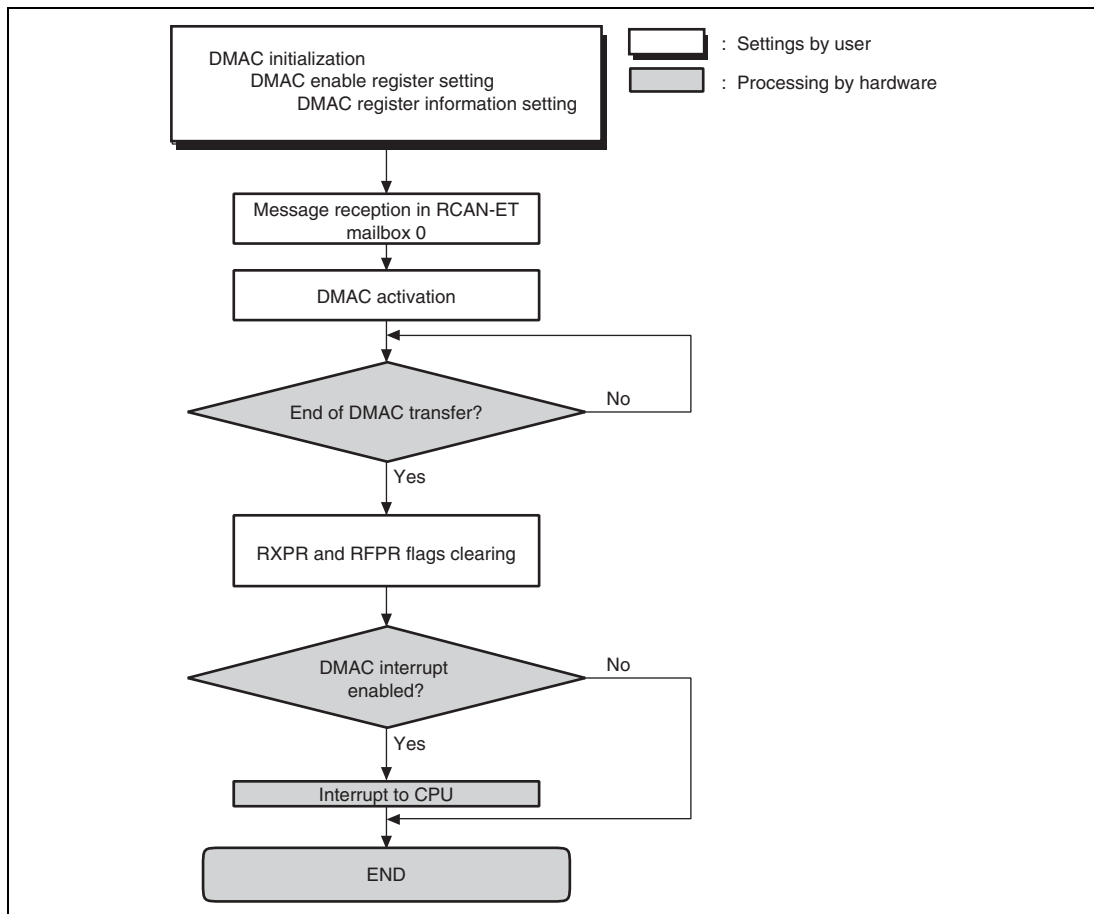 DMAC initialization
DMAC enable register setting
DMAC register information setting
: Settings by user
: Processing by hardware
Message reception in RCAN-ET
mailbox 0
DMAC activation
End of DMAC transfer?
No
Yes
RXPR and RFPR flags clearing
DMAC interrupt
enabled?
No
Yes
Interrupt to CPU
END